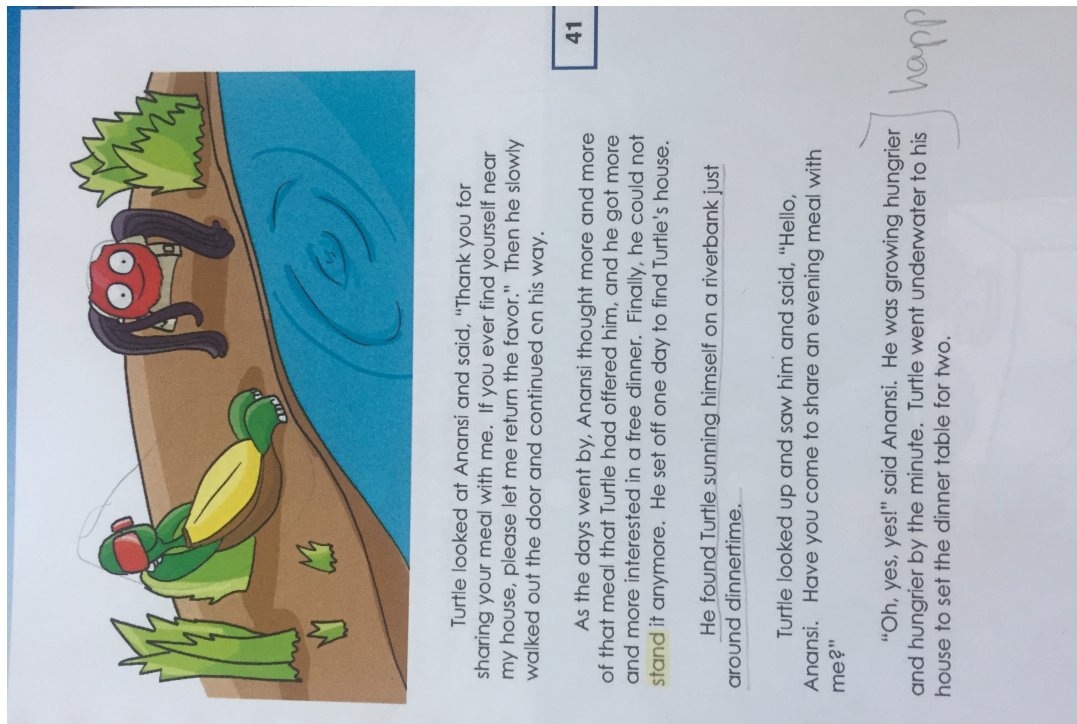 Turtle looked at Anansi and said, "Thank you for
sharing your meal with me. If you ever find yourself near
my house, please let me return the favor." Then he slowly
walked out the door and continued on his way.
41
As the days went by, Anansi thought more and more
of that meal that Turtle had offered him, and he got more
and more interested in a free dinner. Finally, he could not
stand it anymore. He set off one day to find Turtle's house.
He found Turtle sunning himself on a riverbank just
around dinnertime.
Turtle looked up and saw him and said, "Hello,
Anansi. Have you come to share an evening meal with
me?"
"Oh, yes, yes!" said Anansi. He was growing hungrier
and hungrier by the minute. Turtle went underwater to his
house to set the dinner table for two.
happ